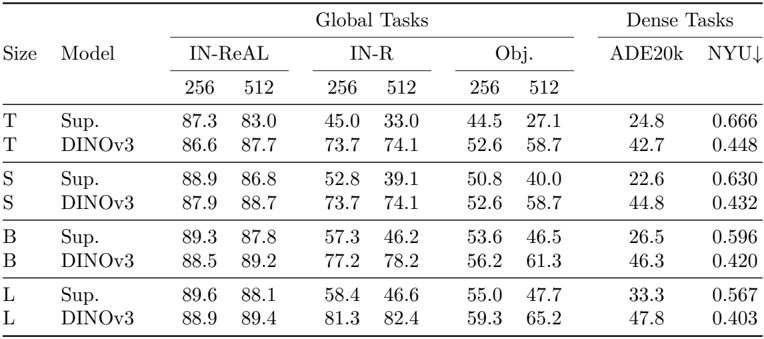 Global Tasks Dense Tasks
Size Model IN-ReAL IN-R Obj. ADE20k NYU↓
256 512 256 512 256 512
T Sup. 87.3 83.0 45.0 33.0 44.5 27.1 24.8 0.666
T DINOv3 86.6 87.7 73.7 74.1 52.6 58.7 42.7 0.448
S Sup. 88.9 86.8 52.8 39.1 50.8 40.0 22.6 0.630
S DINOv3 87.9 88.7 73.7 74.1 52.6 58.7 44.8 0.432
B Sup. 89.3 87.8 57.3 46.2 53.6 46.5 26.5 0.596
B DINOv3 88.5 89.2 77.2 78.2 56.2 61.3 46.3 0.420
L Sup. 89.6 88.1 58.4 46.6 55.0 47.7 33.3 0.567
L DINOv3 88.9 89.4 81.3 82.4 59.3 65.2 47.8 0.403